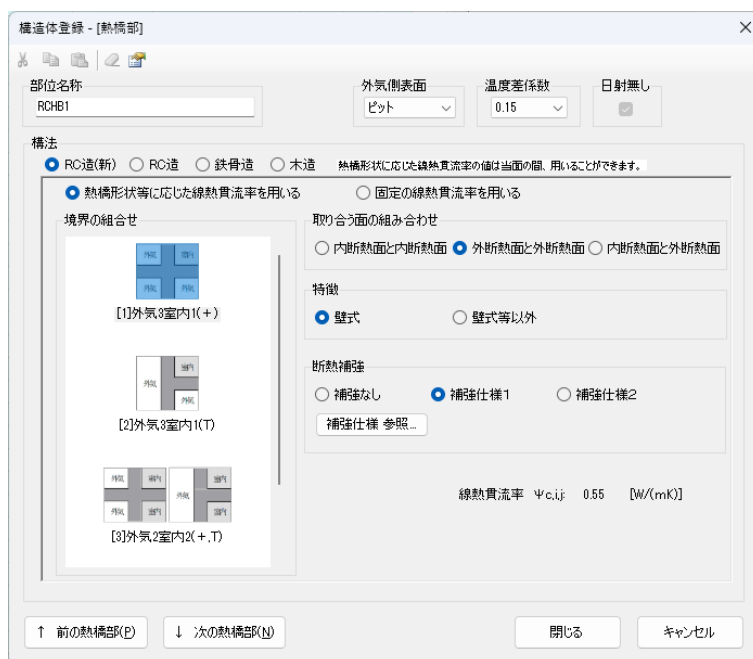 構造体登録 - [熱橋部]
部位名称
RCHB1
外気側表面
ピット
温度差係数
0.15
日射無し
構法
RC造(新) RC造 鉄骨造 木造 熱橋形状に応じた線熱貫流率の値は当面の間、用いることができます。
熱橋形状等に応じた線熱貫流率を用いる 固定の線熱貫流率を用いる
境界の組合せ
外気 室内
外気 外気
[1]外気3室内1(+)
室内
外気
外気
[2]外気3室内1(T)
外気 室内 室内
外気
外気 室内 室内
[3]外気2室内2(+,T)
取り合う面の組み合わせ
内断熱面と内断熱面 外断熱面と外断熱面 内断熱面と外断熱面
特徴
壁式 壁式等以外
断熱補強
補強なし 補強仕様1 補強仕様2
補強仕様 参照...
線熱貫流率 Ψc,i,j: 0.55 [W/(mK)]
↑ 前の熱橋部(P) ↓ 次の熱橋部(N) 閉じる キャンセル